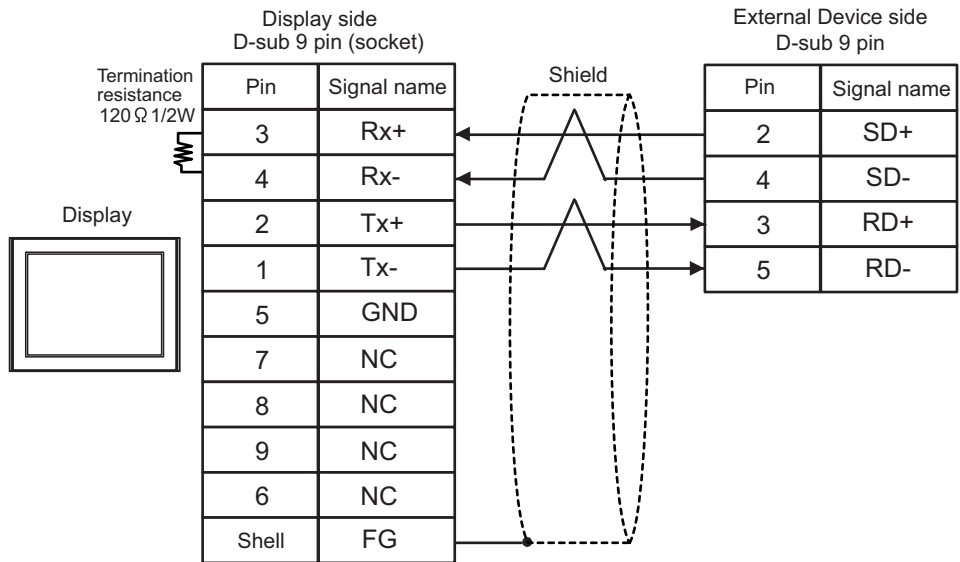 Display side
D-sub 9 pin (socket)
External Device side
D-sub 9 pin
Termination
resistance
120 Ω 1/2W
Shield
Pin Signal name
3 Rx+
4 Rx-
2 Tx+
1 Tx-
5 GND
7 NC
8 NC
9 NC
6 NC
Shell FG
Display
Pin Signal name
2 SD+
4 SD-
3 RD+
5 RD-